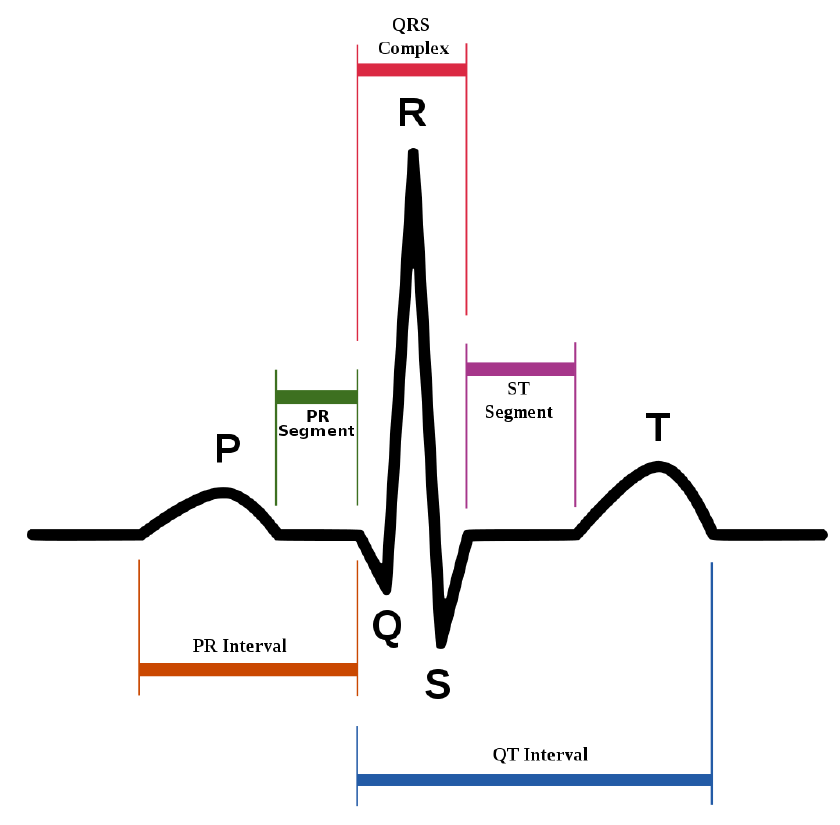 QRS
Complex
R
ST
Segment
PR
Segment
T
P
Q
PR Interval
S
QT Interval